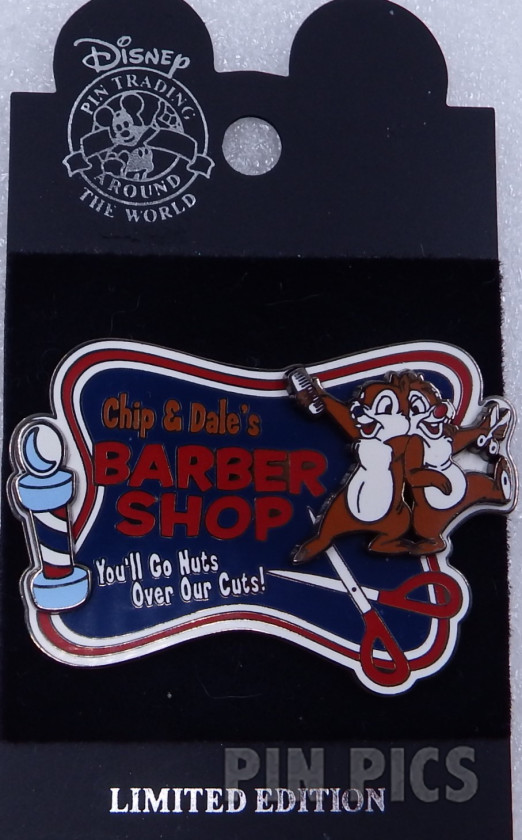 Disney
PIN TRADING
AROUND
THE WORLD
Chip & Dale's
BARBER
SHOP
You'll Go Nuts
Over Our Cuts!
PIN PICS
LIMITED EDITION